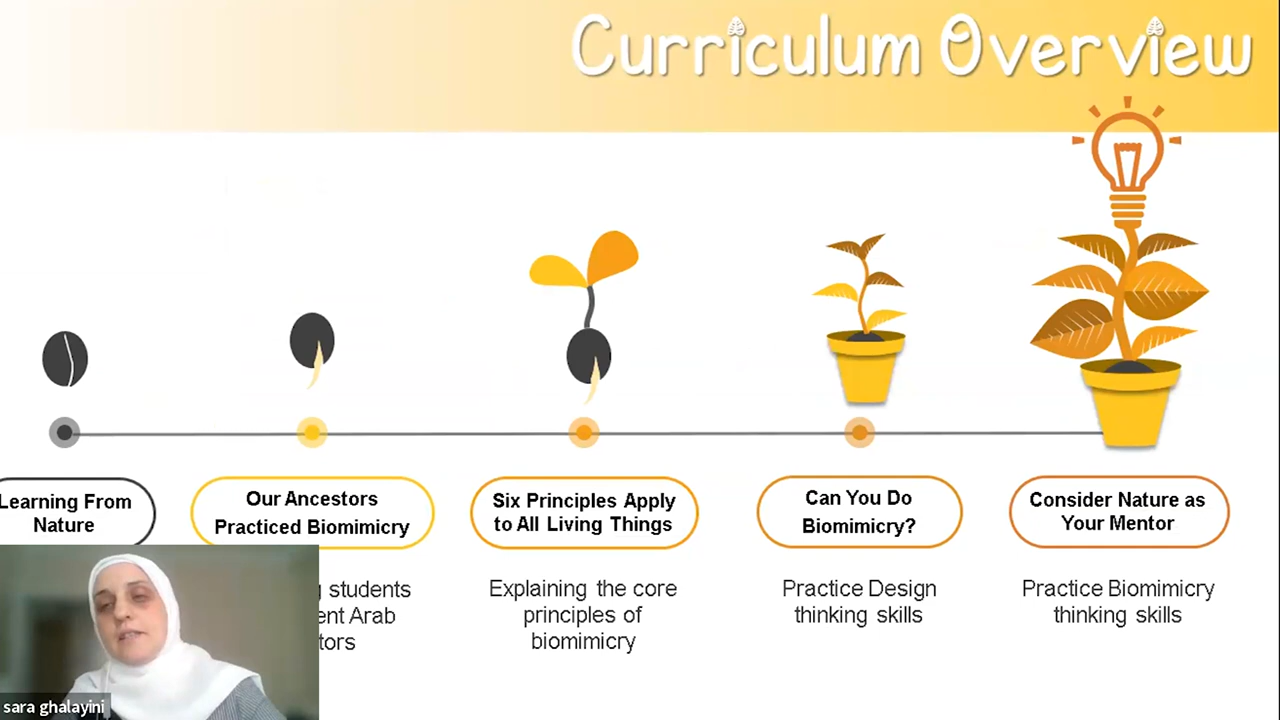 Curriculum Overview
Learning From
Nature
Our Ancestors
Practiced Biomimicry
Six Principles Apply
to All Living Things
Can You Do
Biomimicry?
Consider Nature as
Your Mentor
students
Arab
Explaining the core
principles of
biomimicry
Practice Design
thinking skills
Practice Biomimicry
thinking skills
sara ghalayini